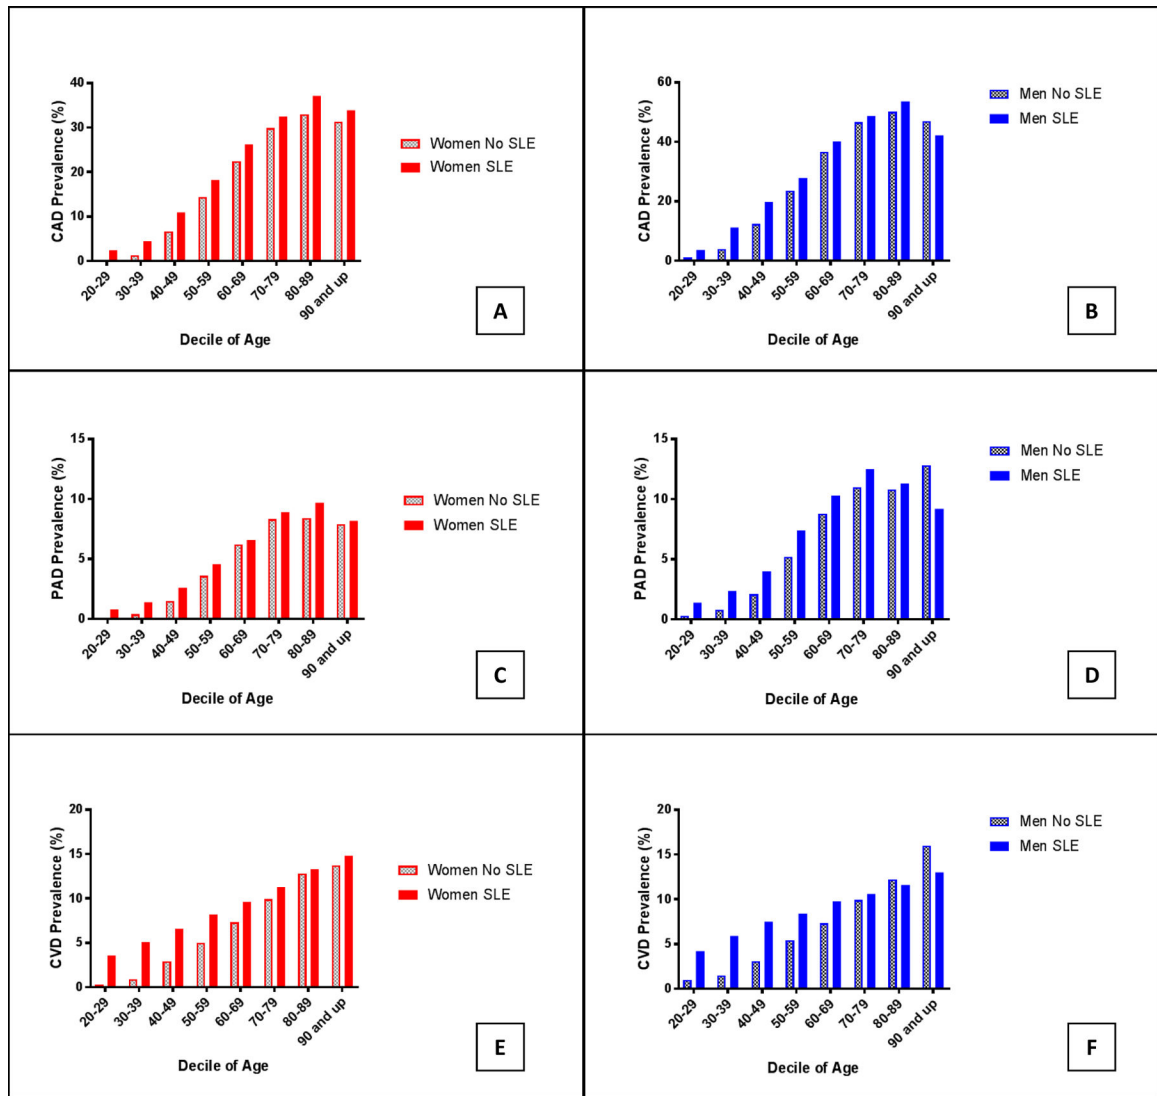 40
30
20
10
0
CAD Prevalence (%)
20-29
30-39
40-49
50-59
60-69
70-79
80-89
90 and up
Decile of Age
Women No SLE
Women SLE
A
60
40
20
0
CAD Prevalence (%)
20-29
30-39
40-49
50-59
60-69
70-79
80-89
90 and up
Decile of Age
Men No SLE
Men SLE
B
15
10
5
0
PAD Prevalence (%)
20-29
30-39
40-49
50-59
60-69
70-79
80-89
90 and up
Decile of Age
Women No SLE
Women SLE
C
15
10
5
0
PAD Prevalence (%)
20-29
30-39
40-49
50-59
60-69
70-79
80-89
90 and up
Decile of Age
Men No SLE
Men SLE
D
20
15
10
5
0
CVD Prevalence (%)
20-29
30-39
40-49
50-59
60-69
70-79
80-89
90 and up
Decile of Age
Women No SLE
Women SLE
E
20
15
10
5
0
CVD Prevalence (%)
20-29
30-39
40-49
50-59
60-69
70-79
80-89
90 and up
Decile of Age
Men No SLE
Men SLE
F